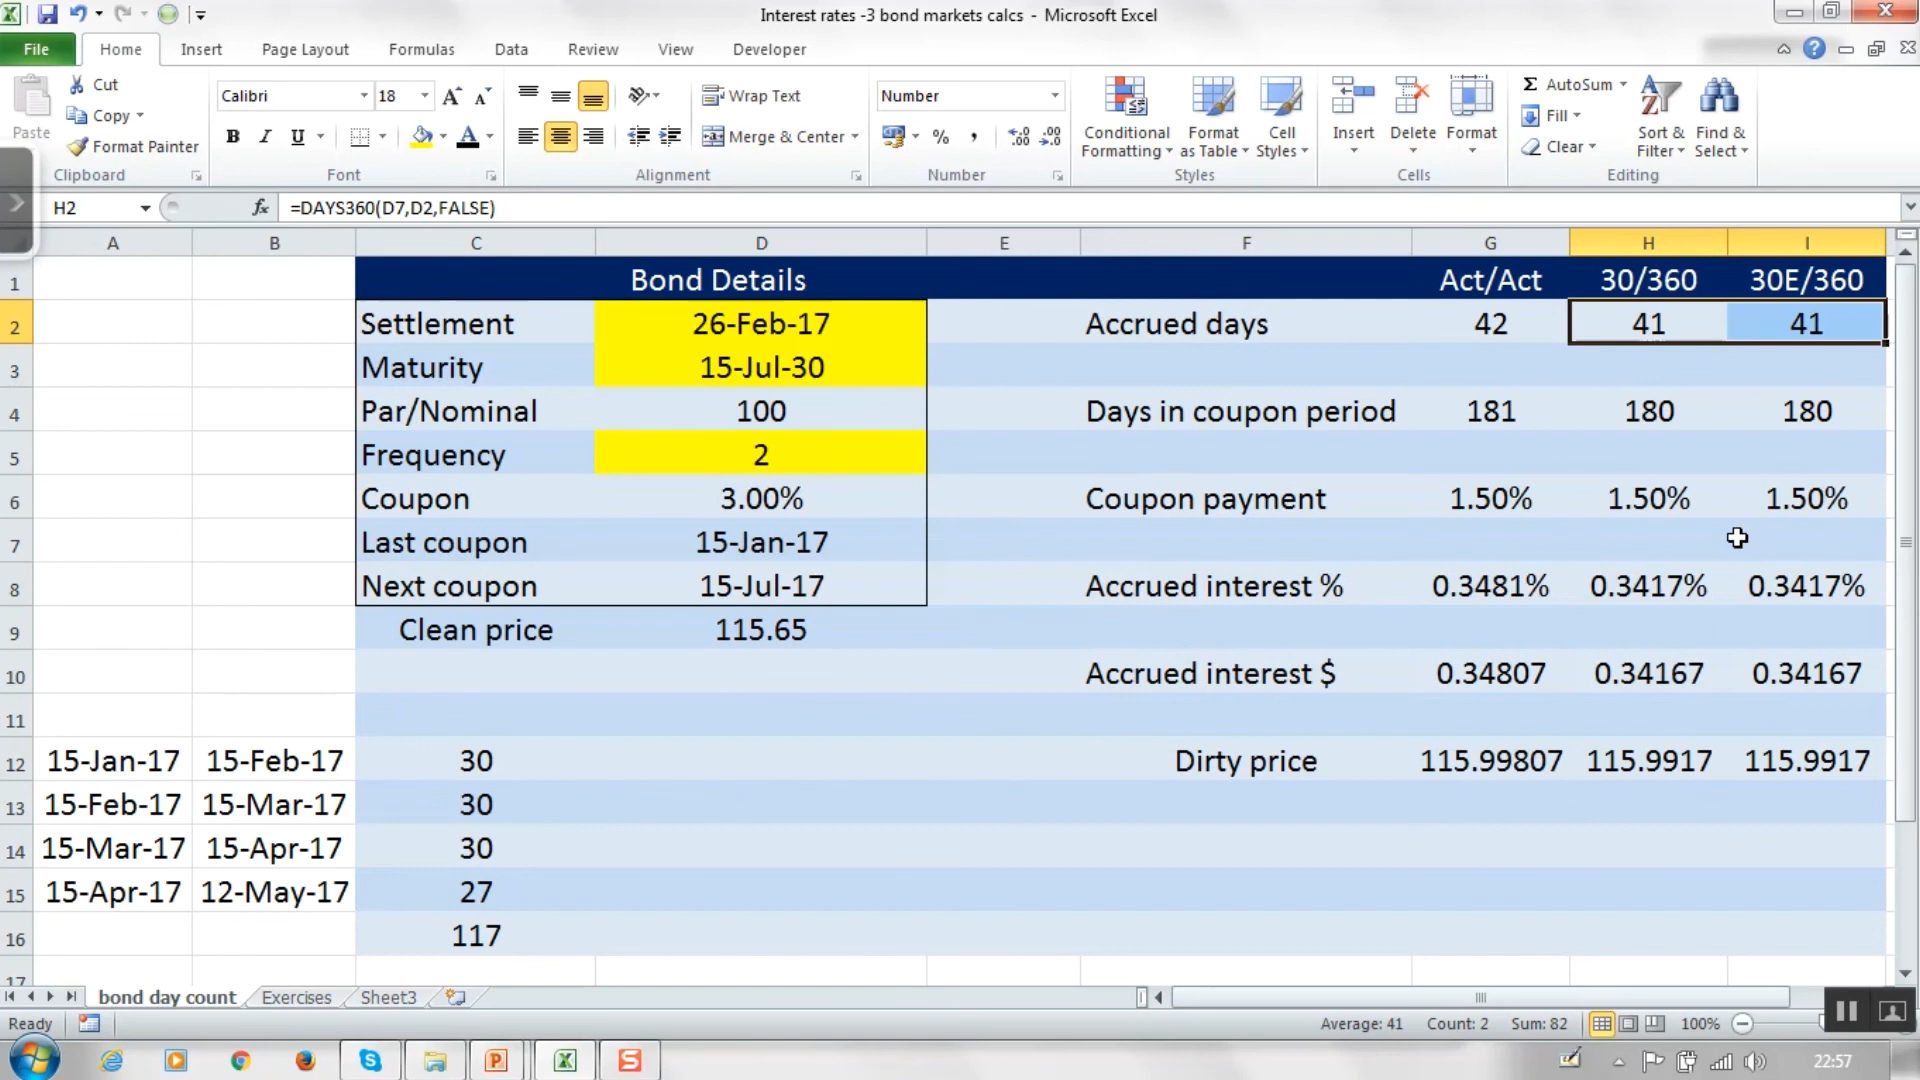 Interest rates -3 bond markets calcs - Microsoft Excel
File Home Insert Page Layout Formulas Data Review View Developer
Paste
Cut
Copy
Format Painter
Clipboard
Calibri 18
B I U
Font
Wrap Text
Merge & Center
Alignment
Number
%
Number
Conditional Formatting
Format as Table
Cell Styles
Styles
Insert Delete Format
Cells
AutoSum
Fill
Clear
Sort & Filter
Find & Select
Editing
H2 fx =DAYS360(D7,D2,FALSE)
A B C D E F G H I
1 Bond Details Act/Act 30/360 30E/360
2 Settlement 26-Feb-17 Accrued days 42 41 41
3 Maturity 15-Jul-30
4 Par/Nominal 100 Days in coupon period 181 180 180
5 Frequency 2
6 Coupon 3.00% Coupon payment 1.50% 1.50% 1.50%
7 Last coupon 15-Jan-17
8 Next coupon 15-Jul-17 Accrued interest % 0.3481% 0.3417% 0.3417%
9 Clean price 115.65
10 Accrued interest $ 0.34807 0.34167 0.34167
11
12 15-Jan-17 15-Feb-17 30 Dirty price 115.99807 115.9917 115.9917
13 15-Feb-17 15-Mar-17 30
14 15-Mar-17 15-Apr-17 30
15 15-Apr-17 12-May-17 27
16 117
17
bond day count Exercises Sheet3
Ready Average: 41 Count: 2 Sum: 82 100%
22:57